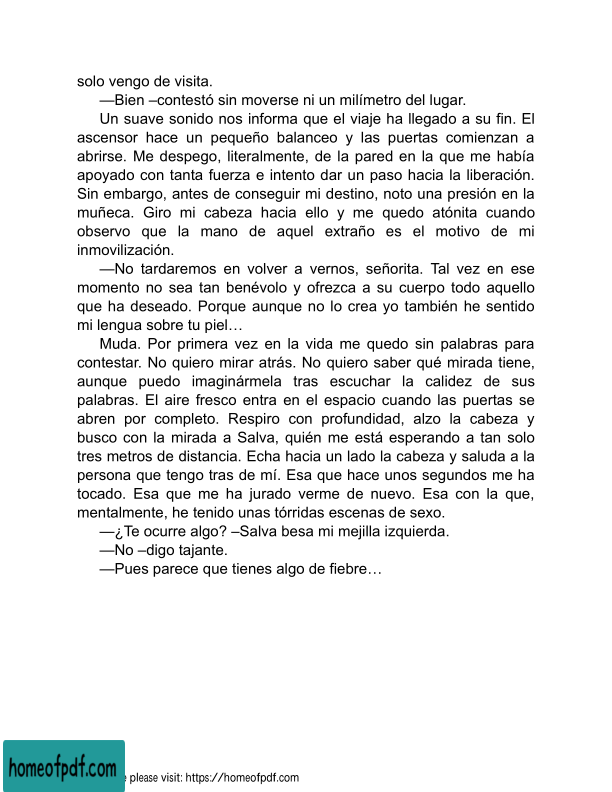 solo vengo de visita.
—Bien –contestó sin moverse ni un milímetro del lugar.
Un suave sonido nos informa que el viaje ha llegado a su fin. El
ascensor hace un pequeño balanceo y las puertas comienzan a
abrirse. Me despego, literalmente, de la pared en la que me había
apoyado con tanta fuerza e intento dar un paso hacia la liberación.
Sin embargo, antes de conseguir mi destino, noto una presión en la
muñeca. Giro mi cabeza hacia ello y me quedo atónita cuando
observo que la mano de aquel extraño es el motivo de mi
inmovilización.
—No tardaremos en volver a vernos, señorita. Tal vez en ese
momento no sea tan benévolo y ofrezca a su cuerpo todo aquello
que ha deseado. Porque aunque no lo crea yo también he sentido
mi lengua sobre tu piel…
Muda. Por primera vez en la vida me quedo sin palabras para
contestar. No quiero mirar atrás. No quiero saber qué mirada tiene,
aunque puedo imaginármela tras escuchar la calidez de sus
palabras. El aire fresco entra en el espacio cuando las puertas se
abren por completo. Respiro con profundidad, alzo la cabeza y
busco con la mirada a Salva, quién me está esperando a tan solo
tres metros de distancia. Echa hacia un lado la cabeza y saluda a la
persona que tengo tras de mí. Esa que hace unos segundos me ha
tocado. Esa que me ha jurado verme de nuevo. Esa con la que,
mentalmente, he tenido unas tórridas escenas de sexo.
—¿Te ocurre algo? –Salva besa mi mejilla izquierda.
—No –digo tajante.
—Pues parece que tienes algo de fiebre…
homeofpdf.com
please visit: https://homeofpdf.com